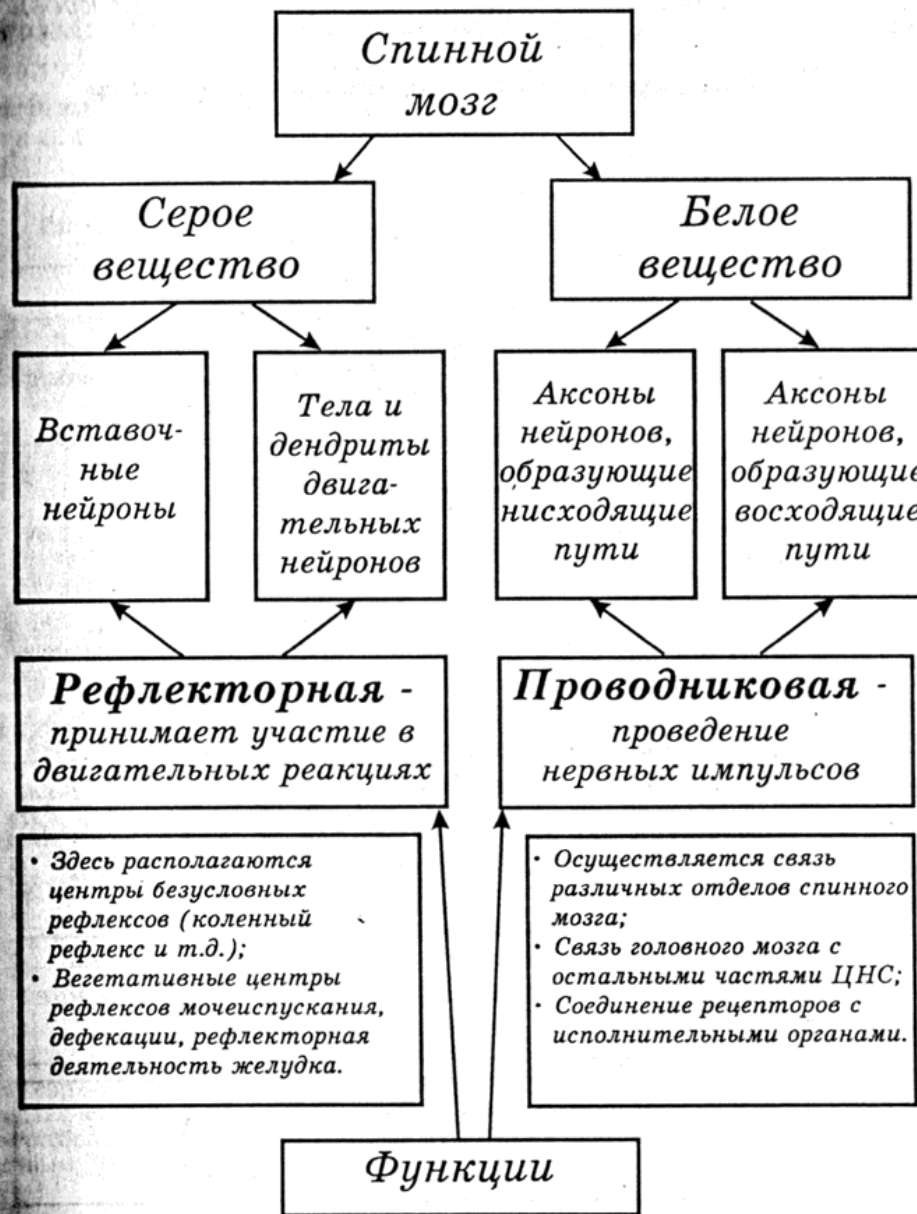 Спинной
мозг
Серое
вещество
Белое
вещество
Вставоч-
ные
нейроны
Тела и
дендриты
двига-
тельных
нейронов
Аксоны
нейронов,
образующие
нисходящие
пути
Аксоны
нейронов,
образующие
восходящие
пути
Рефлекторная -
принимает участие в
двигательных реакциях
Проводниковая -
проведение
нервных импульсов
• Здесь располагаются
центры безусловных
рефлексов (коленный
рефлекс и т.д.);
• Вегетативные центры
рефлексов мочеиспускания,
дефекации, рефлекторная
деятельность желудка.
• Осуществляется связь
различных отделов спинного
мозга;
• Связь головного мозга с
остальными частями ЦНС;
• Соединение рецепторов с
исполнительными органами.
Функции